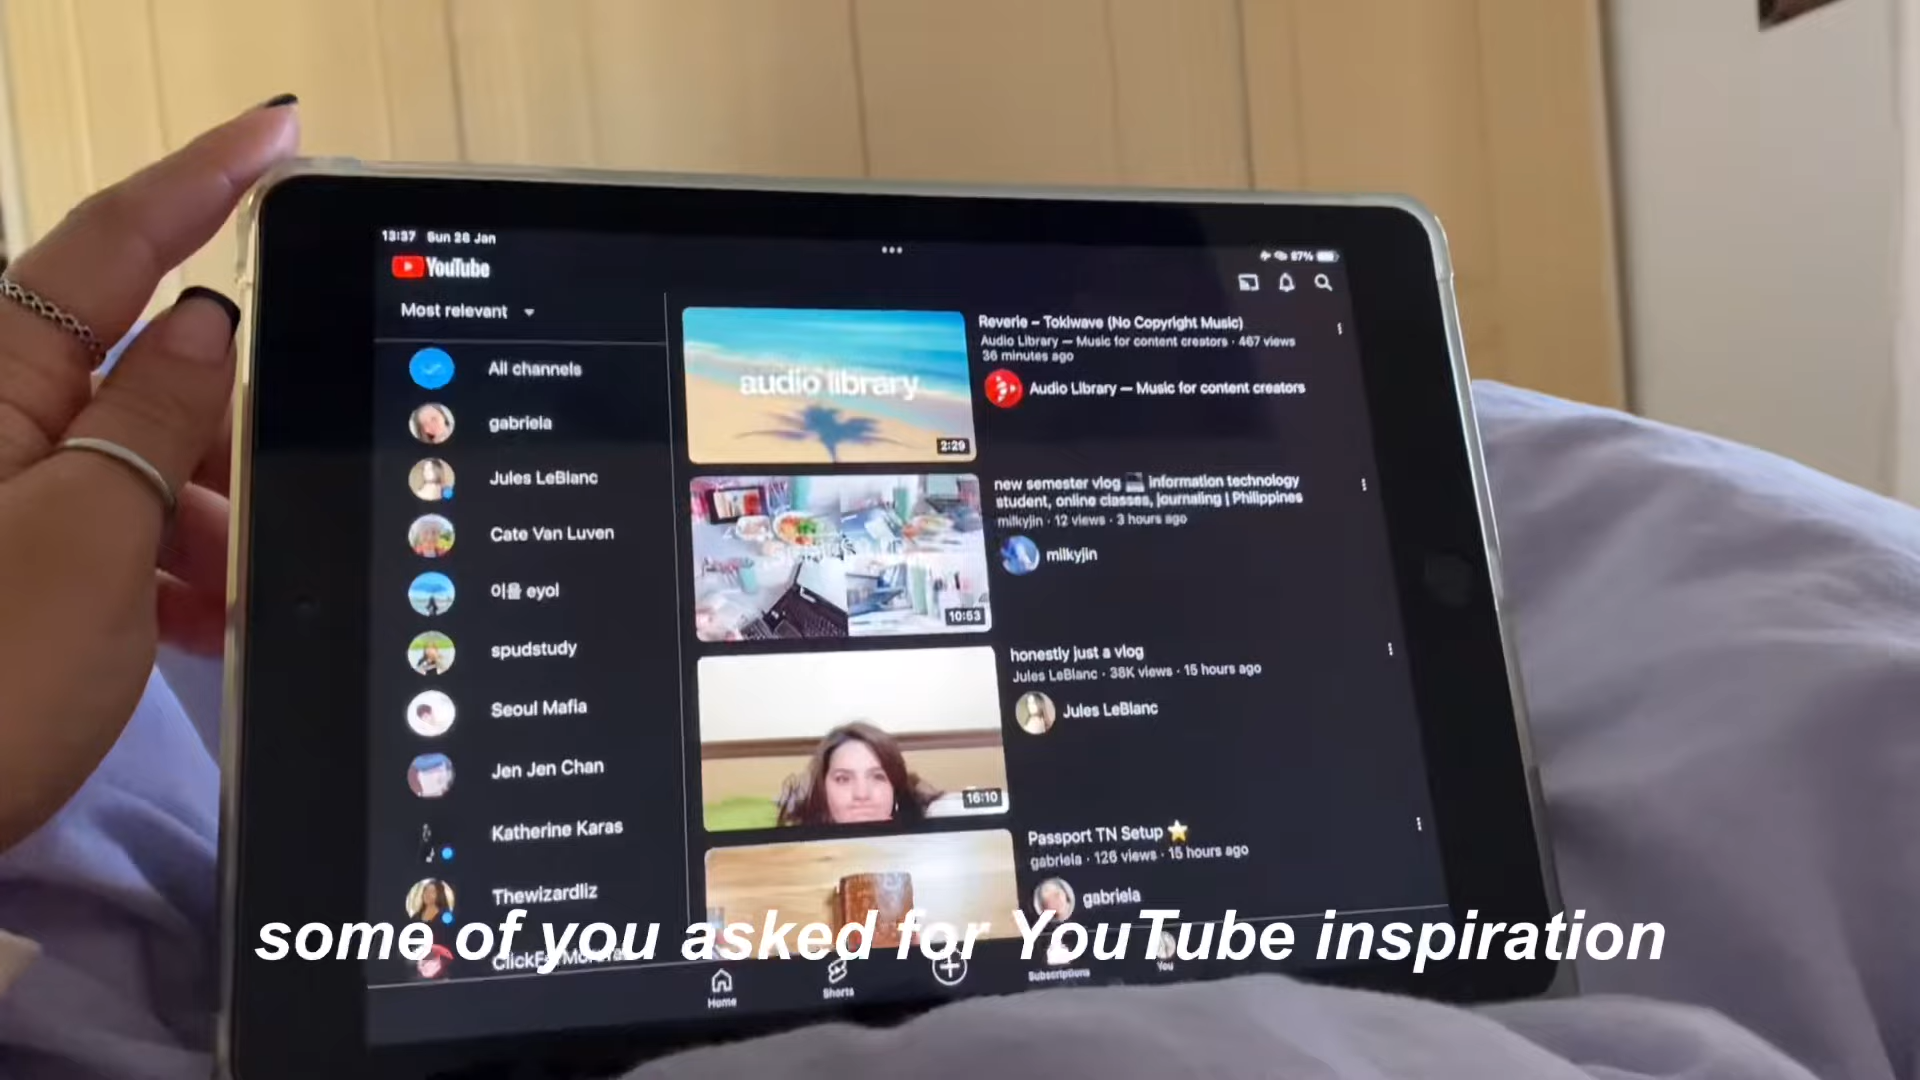 13:37 Sun 28 Jan
87%
YouTube
Most relevant
All channels
gabriela
Jules LeBlanc
Cate Van Luven
이울 eyol
spudstudy
Seoul Mafia
Jen Jen Chan
Katherine Karas
Thewizardliz
audio library
2:29
Reverie – Tokiwave (No Copyright Music)
Audio Library — Music for content creators · 467 views
36 minutes ago
Audio Library — Music for content creators
10:53
new semester vlog 💻 information technology
student, online classes, journaling | Philippines
milkyjin · 12 views · 3 hours ago
milkyjin
16:10
honestly just a vlog
Jules LeBlanc · 38K views · 15 hours ago
Jules LeBlanc
Passport TN Setup ⭐
gabriela · 126 views · 15 hours ago
gabriela
some of you asked for YouTube inspiration
Home
Shorts
Subscriptions
You